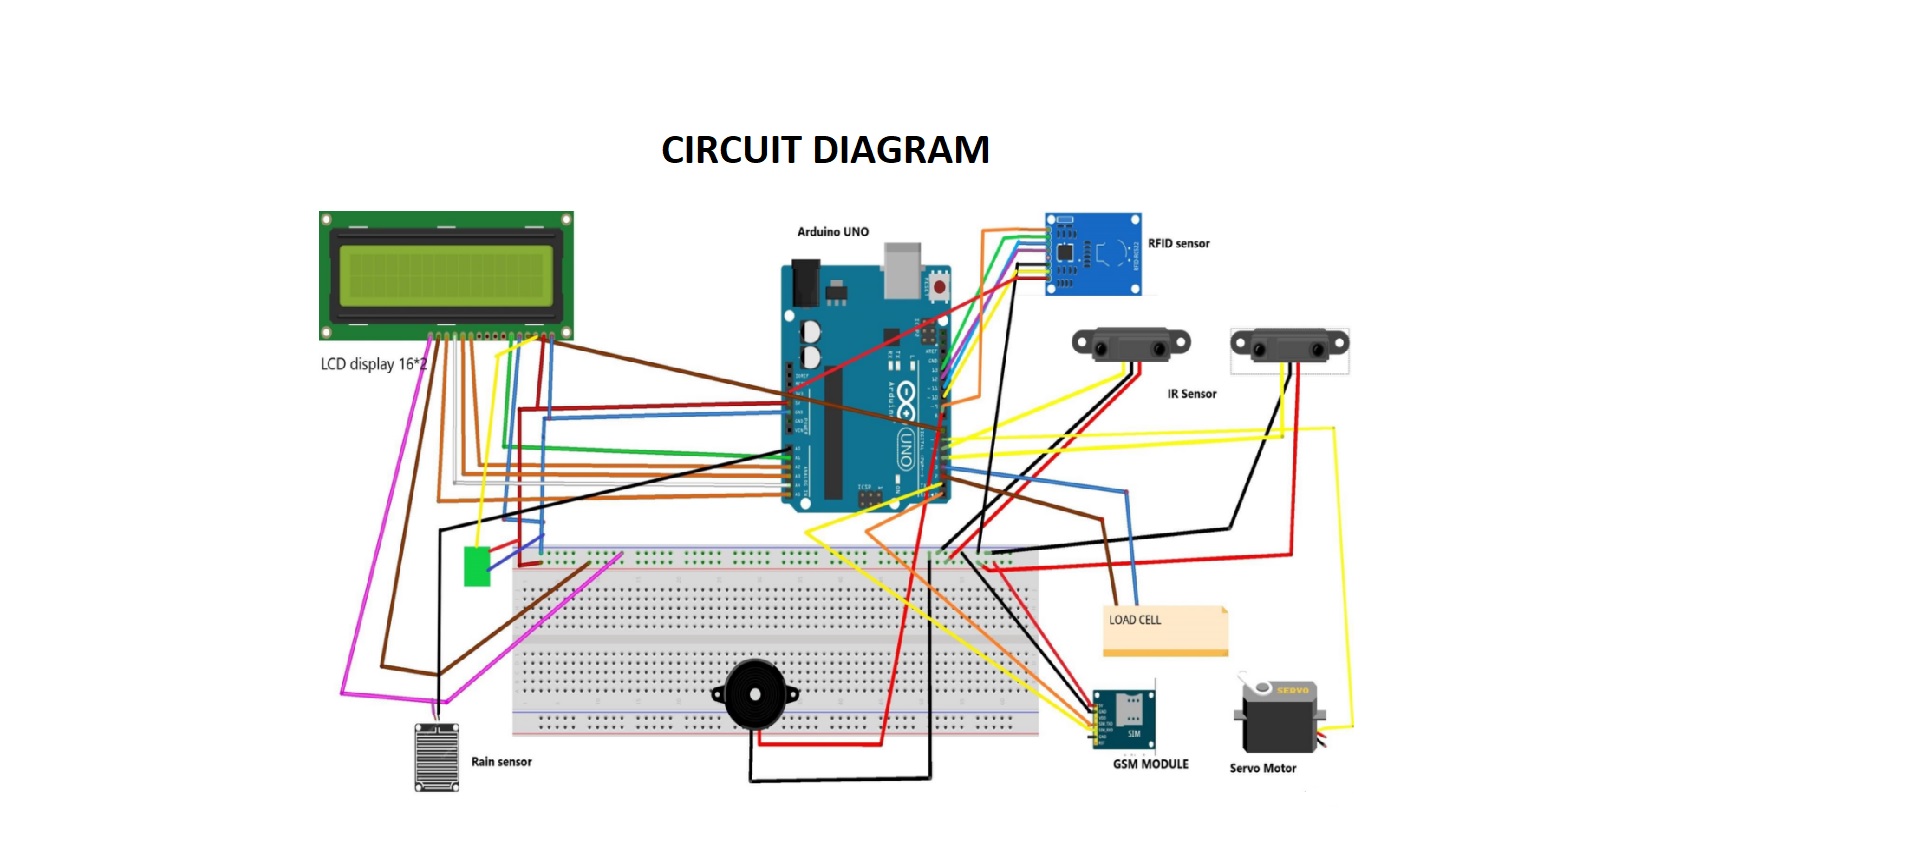 CIRCUIT DIAGRAM
Arduino UNO
RFID sensor
LCD display 16*2
IR Sensor
UNO
LOAD CELL
SERVO
SIM
Rain sensor
GSM MODULE
Servo Motor